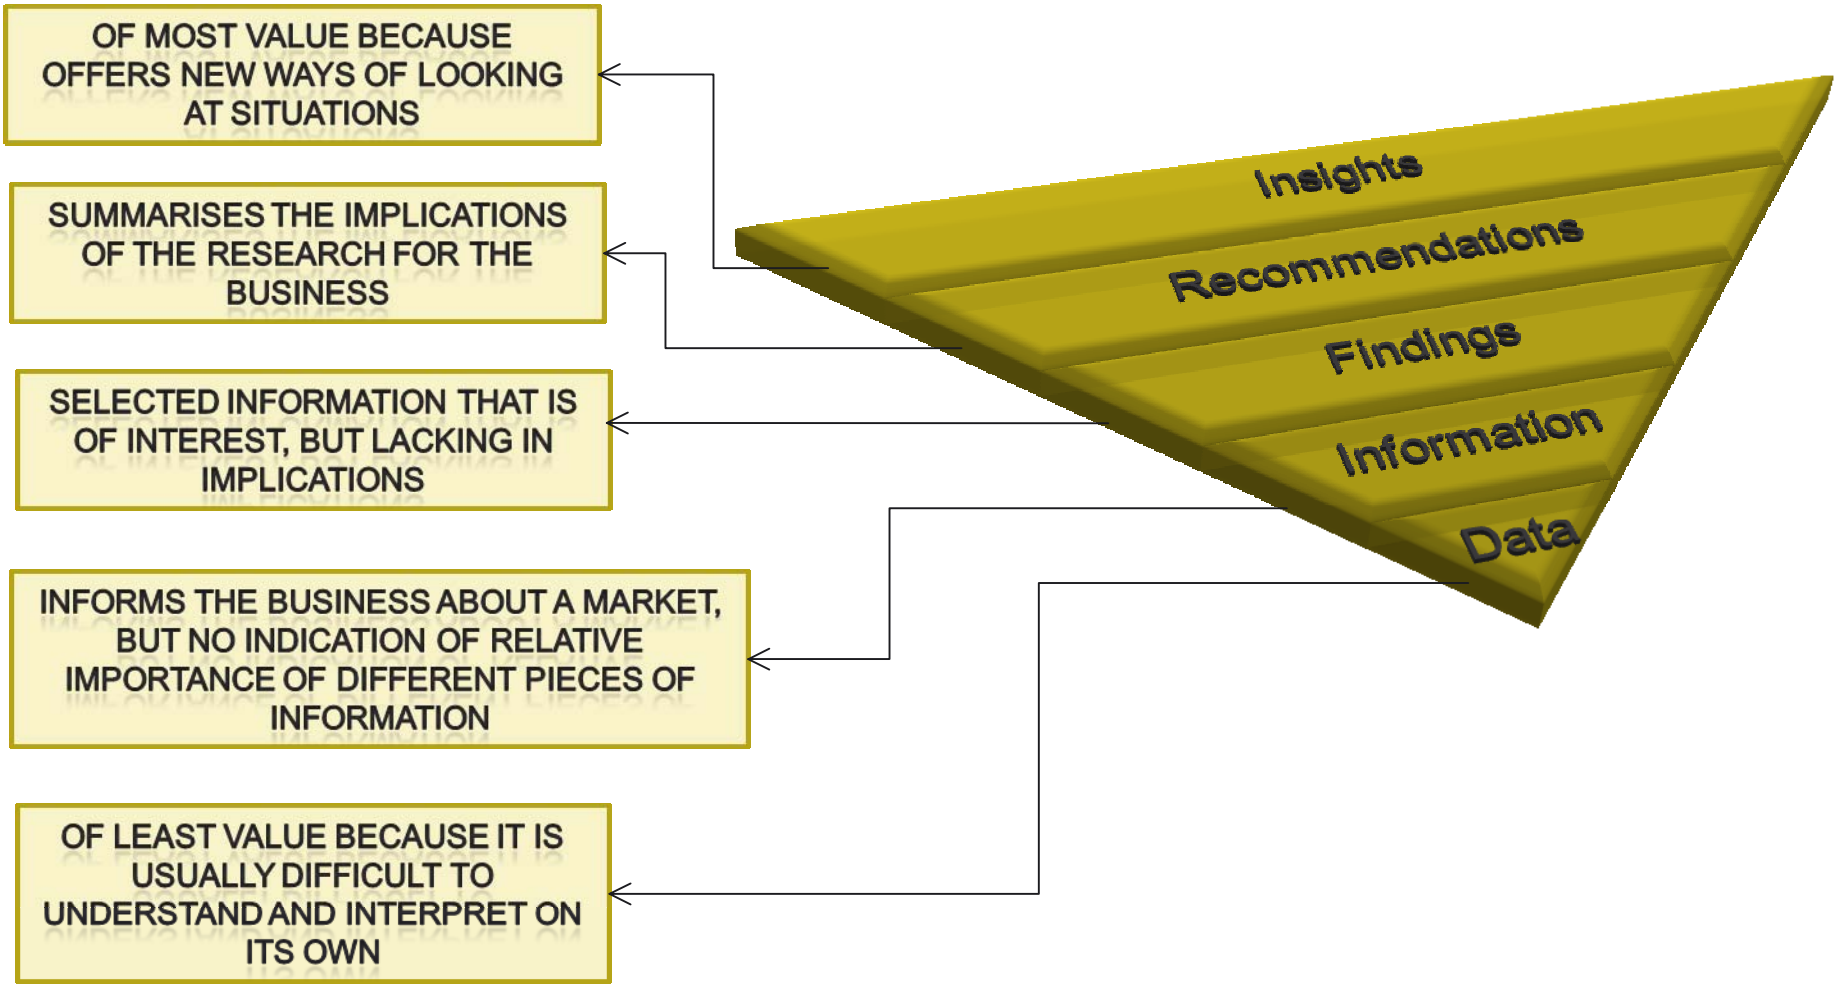 OF MOST VALUE BECAUSE
OFFERS NEW WAYS OF LOOKING
AT SITUATIONS
SUMMARISES THE IMPLICATIONS
OF THE RESEARCH FOR THE
BUSINESS
SELECTED INFORMATION THAT IS
OF INTEREST, BUT LACKING IN
IMPLICATIONS
INFORMS THE BUSINESS ABOUT A MARKET,
BUT NO INDICATION OF RELATIVE
IMPORTANCE OF DIFFERENT PIECES OF
INFORMATION
OF LEAST VALUE BECAUSE IT IS
USUALLY DIFFICULT TO
UNDERSTAND AND INTERPRET ON
ITS OWN
Insights
Recommendations
Findings
Information
Data